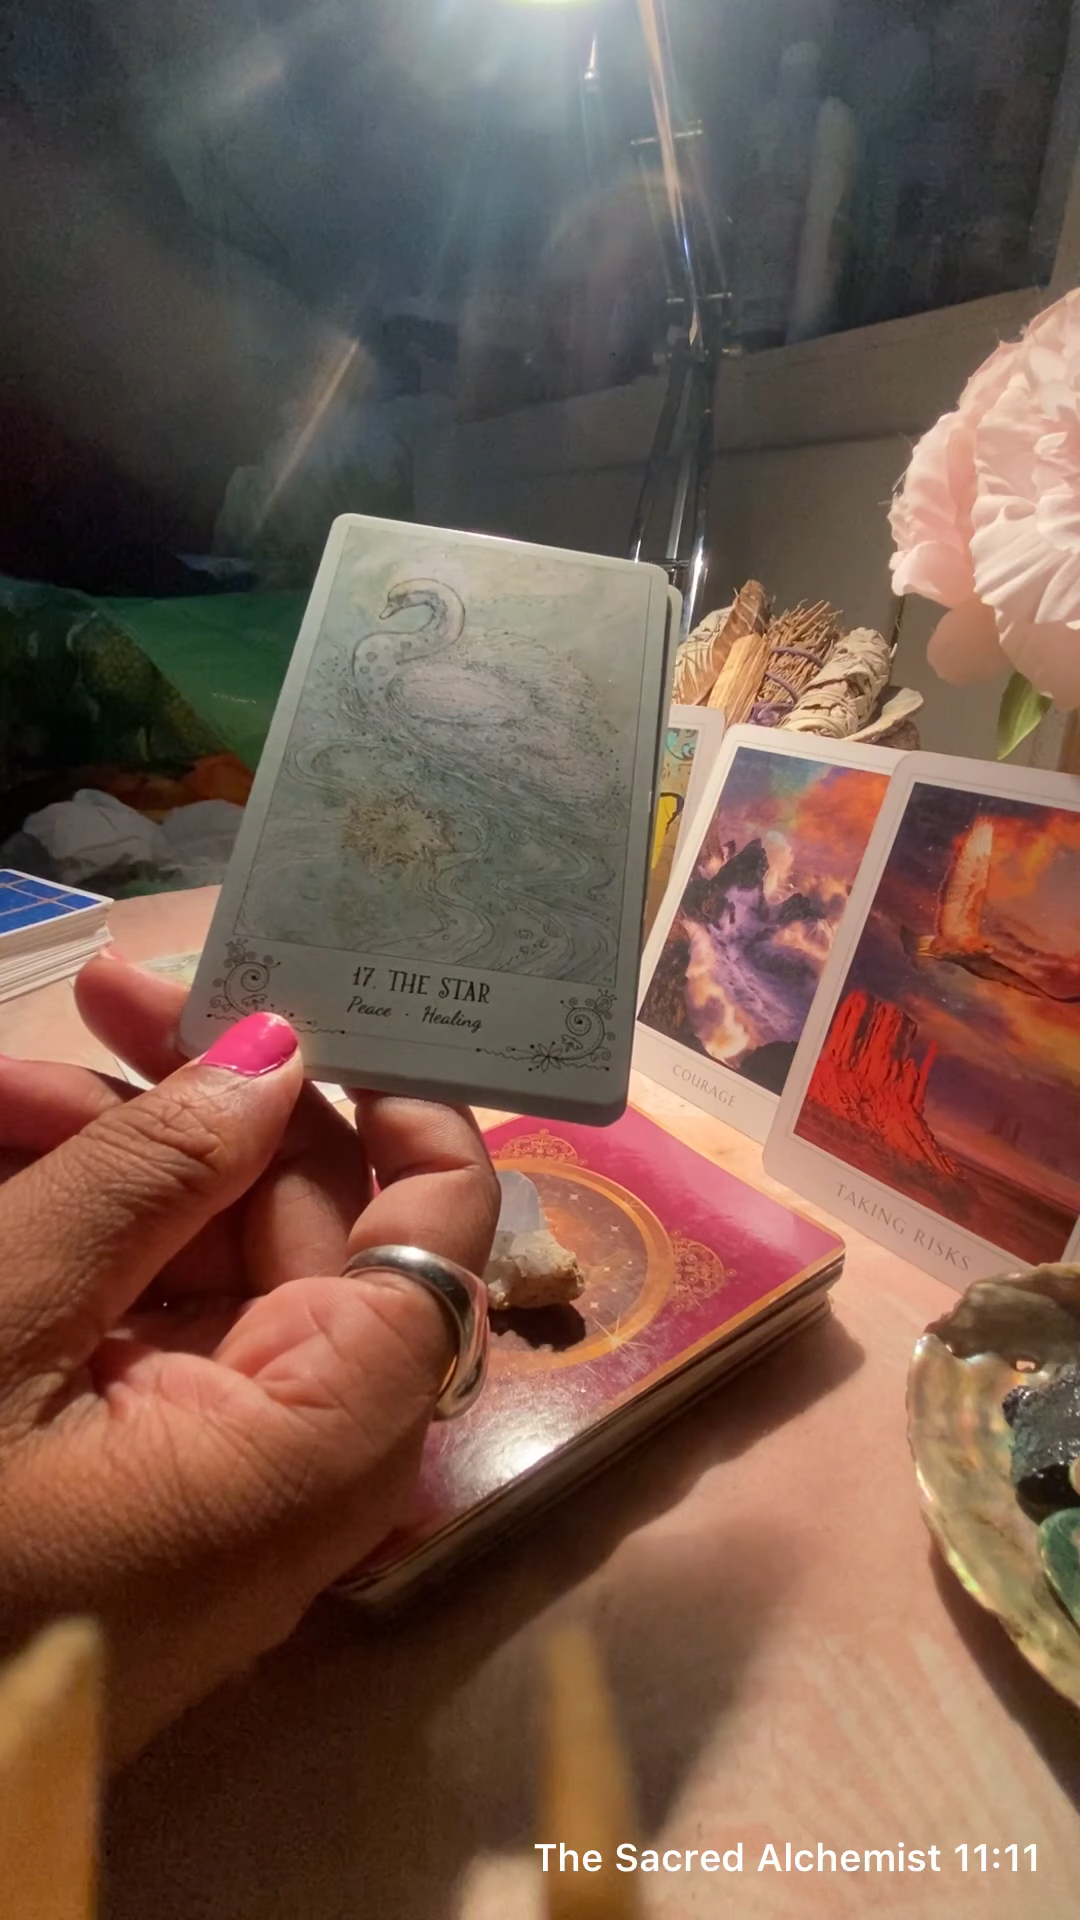 17. THE STAR
Peace · Healing
COURAGE
TAKING RISKS
The Sacred Alchemist 11:11